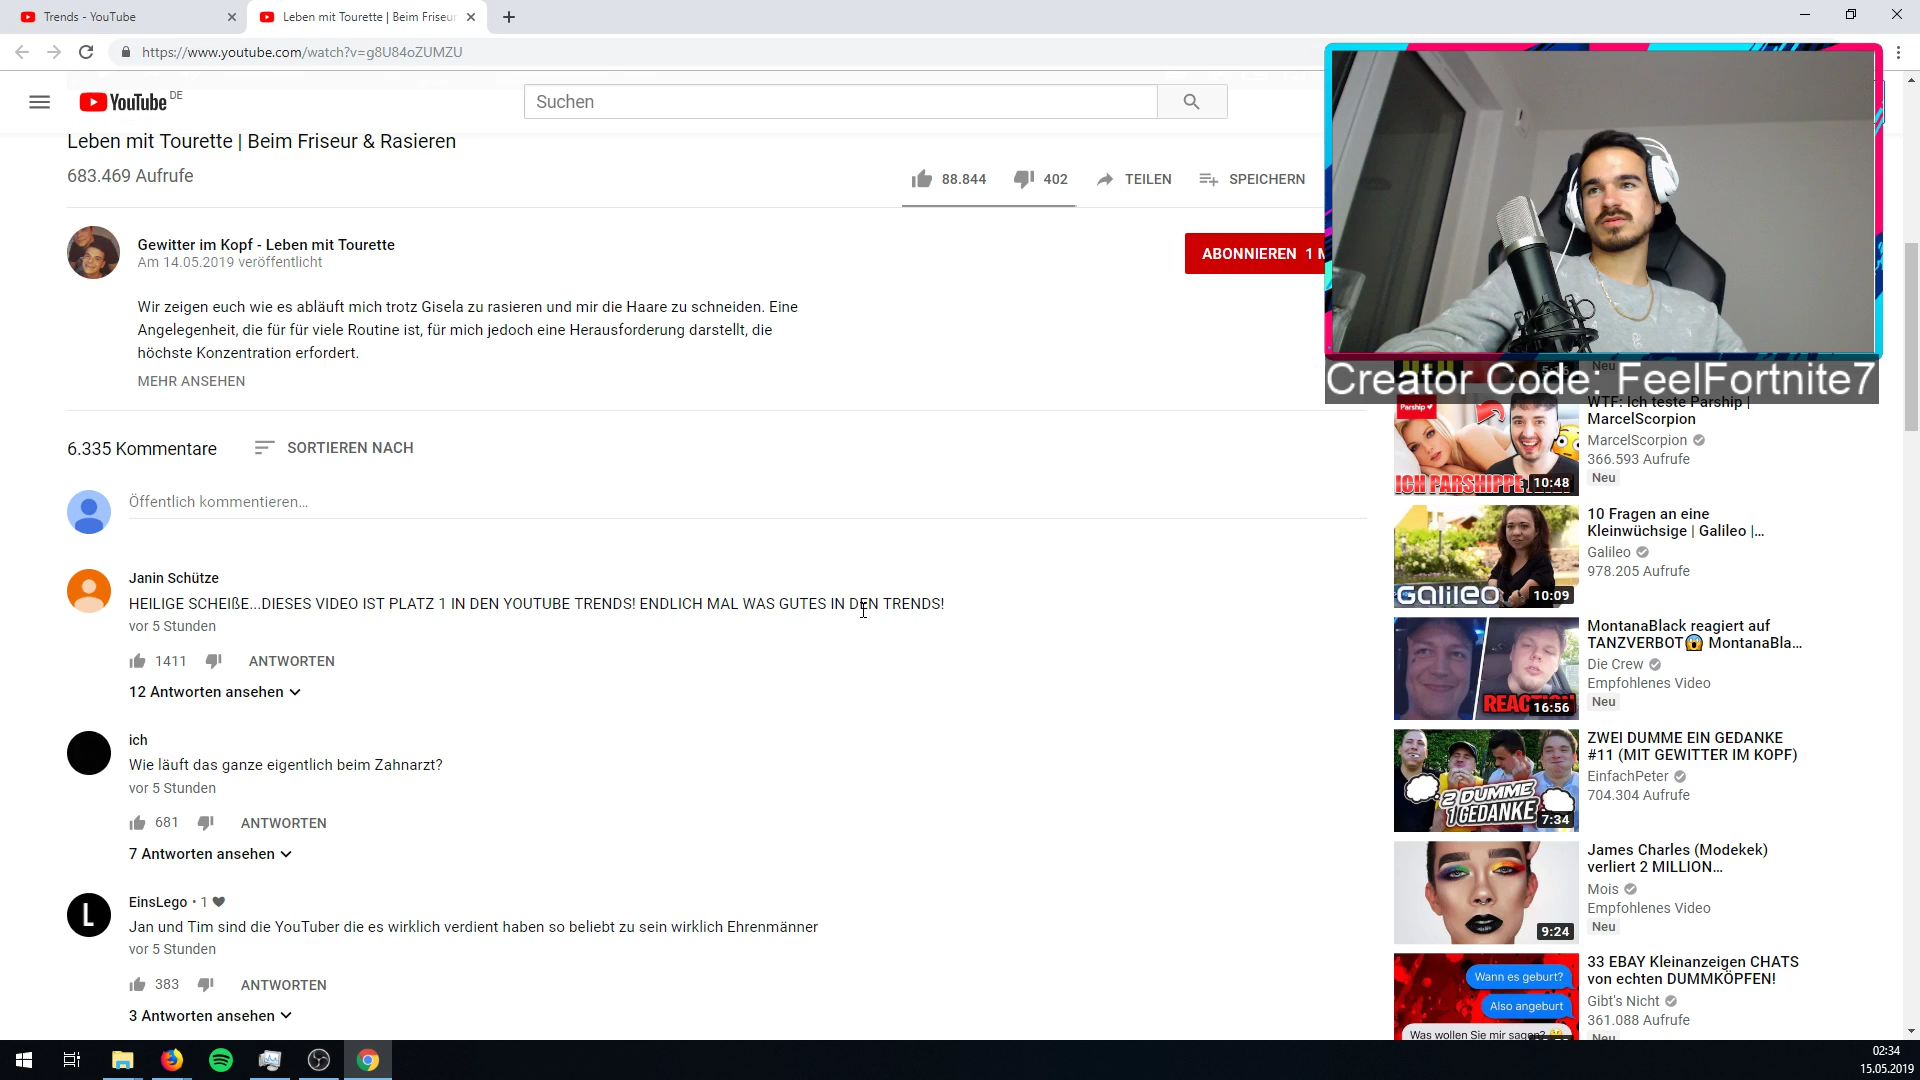 Trends - YouTube
Leben mit Tourette | Beim Friseur
https://www.youtube.com/watch?v=g8U84oZUMZU
YouTube DE
Suchen
Leben mit Tourette | Beim Friseur & Rasieren
683.469 Aufrufe
88.844
402
TEILEN
SPEICHERN
Gewitter im Kopf - Leben mit Tourette
Am 14.05.2019 veröffentlicht
ABONNIEREN 1
Wir zeigen euch wie es abläuft mich trotz Gisela zu rasieren und mir die Haare zu schneiden. Eine
Angelegenheit, die für für viele Routine ist, für mich jedoch eine Herausforderung darstellt, die
höchste Konzentration erfordert.
MEHR ANSEHEN
6.335 Kommentare
SORTIEREN NACH
Öffentlich kommentieren...
Janin Schütze
HEILIGE SCHEIßE...DIESES VIDEO IST PLATZ 1 IN DEN YOUTUBE TRENDS! ENDLICH MAL WAS GUTES IN DEN TRENDS!
vor 5 Stunden
1411
ANTWORTEN
12 Antworten ansehen
ich
Wie läuft das ganze eigentlich beim Zahnarzt?
vor 5 Stunden
681
ANTWORTEN
7 Antworten ansehen
L
EinsLego • 1
Jan und Tim sind die YouTuber die es wirklich verdient haben so beliebt zu sein wirklich Ehrenmänner
vor 5 Stunden
383
ANTWORTEN
3 Antworten ansehen
Neu
Creator Code: FeelFortnite7
Parship
ICH PARSHIPPE
10:48
WTF: Ich teste Parship |
MarcelScorpion
MarcelScorpion
366.593 Aufrufe
Neu
GALILEO
10:09
10 Fragen an eine
Kleinwüchsige | Galileo |...
Galileo
978.205 Aufrufe
REACTION
16:56
MontanaBlack reagiert auf
TANZVERBOT😱 MontanaBla...
Die Crew
Empfohlenes Video
Neu
2 DUMME
1 GEDANKE
7:34
ZWEI DUMME EIN GEDANKE
#11 (MIT GEWITTER IM KOPF)
EinfachPeter
704.304 Aufrufe
9:24
James Charles (Modekek)
verliert 2 MILLION...
Mois
Empfohlenes Video
Neu
Wann es geburt?
Also angeburt
Was wollen Sie mir sagen?
33 EBAY Kleinanzeigen CHATS
von echten DUMMKÖPFEN!
Gibt's Nicht
361.088 Aufrufe
Neu
02:34
15.05.2019